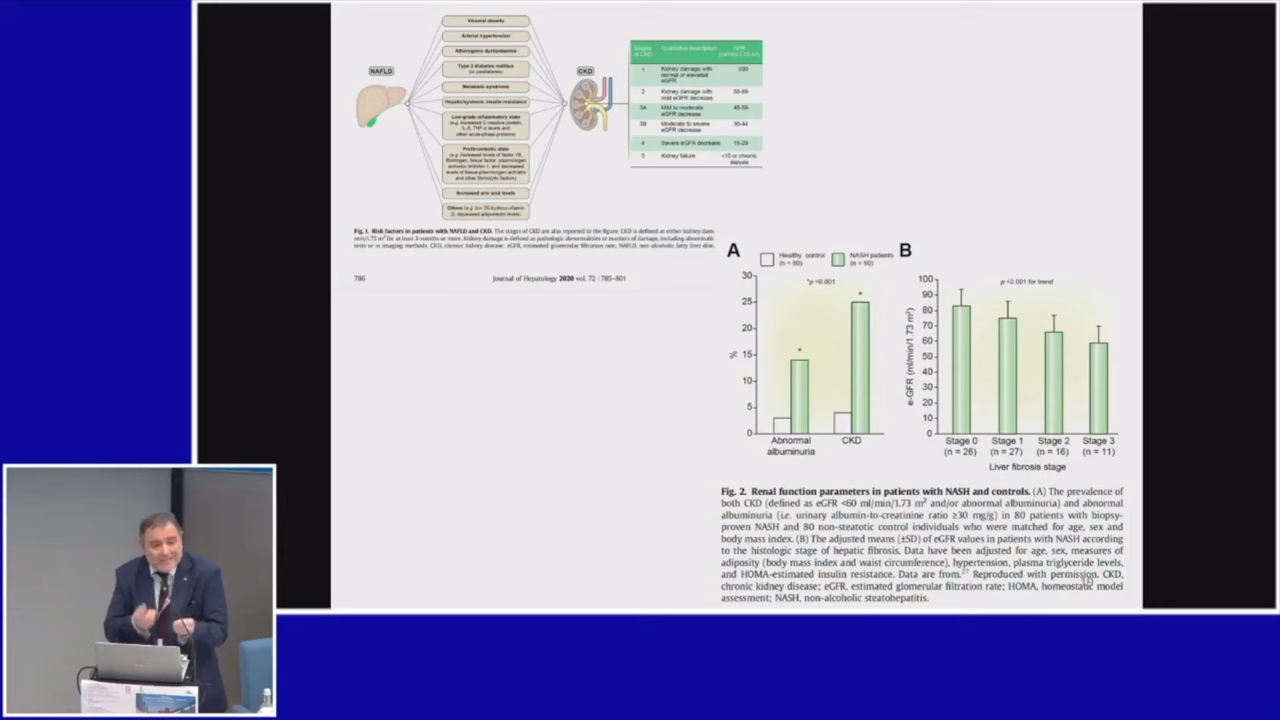 Visceral obesity
Arterial hypertension
Atherogenic dyslipidaemia
Type 2 diabetes mellitus
(or prediabetes)
Metabolic syndrome
Hepatic/systemic insulin resistance
Low-grade inflammatory state
(e.g. increased C-reactive protein,
IL-6, TNF-α levels and
other acute-phase proteins)
Prothrombotic state
(e.g. increased levels of factor VIII,
fibrinogen, tissue factor, plasminogen
activator inhibitor-1, and decreased
levels of tissue-plasminogen activator
and other fibrinolytic factors)
Increased uric acid levels
Others (e.g. low 25-hydroxy-vitamin
D, decreased adiponectin levels)
NAFLD
CKD
Stages of CKD Qualitative description GFR (ml/min/1.73 m²)
1 Kidney damage with normal or elevated eGFR ≥90
2 Kidney damage with mild eGFR decrease 60-89
3A Mild to moderate eGFR decrease 45-59
3B Moderate to severe eGFR decrease 30-44
4 Severe eGFR decrease 15-29
5 Kidney failure <15 or chronic dialysis
Fig. 1. Risk factors in patients with NAFLD and CKD. The stages of CKD are also reported in the figure. CKD is defined as either kidney dam
min/1.73 m² for at least 3 months or more. Kidney damage is defined as pathologic abnormalities or markers of damage, including abnormalit
tests or in imaging methods. CKD, chronic kidney disease; eGFR, estimated glomerular filtration rate; NAFLD, non-alcoholic fatty liver dise
786
Journal of Hepatology 2020 vol. 72 | 785–801
A
Healthy control
(n = 80)
NASH patients
(n = 80)
*p <0.001
30
25
20
15
10
5
0
%
*
*
Abnormal
albuminuria
CKD
B
p <0.001 for trend
100
90
80
70
60
50
40
30
20
10
0
e-GFR (ml/min/1.73 m²)
Stage 0
(n = 26)
Stage 1
(n = 27)
Stage 2
(n = 16)
Stage 3
(n = 11)
Liver fibrosis stage
Fig. 2. Renal function parameters in patients with NASH and controls. (A) The prevalence of
both CKD (defined as eGFR <60 ml/min/1.73 m² and/or abnormal albuminuria) and abnormal
albuminuria (i.e. urinary albumin-to-creatinine ratio ≥30 mg/g) in 80 patients with biopsy-
proven NASH and 80 non-steatotic control individuals who were matched for age, sex and
body mass index. (B) The adjusted means (±SD) of eGFR values in patients with NASH according
to the histologic stage of hepatic fibrosis. Data have been adjusted for age, sex, measures of
adiposity (body mass index and waist circumference), hypertension, plasma triglyceride levels,
and HOMA-estimated insulin resistance. Data are from.27 Reproduced with permission. CKD,
chronic kidney disease; eGFR, estimated glomerular filtration rate; HOMA, homeostatic model
assessment; NASH, non-alcoholic steatohepatitis.